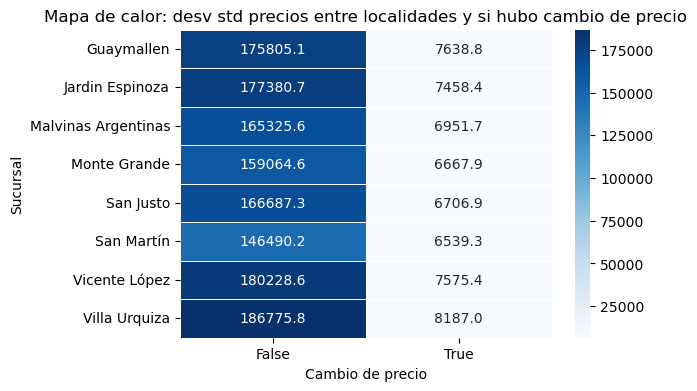 Mapa de calor: desv std precios entre localidades y si hubo cambio de precio
Guaymallen 175805.1 7638.8
Jardin Espinoza 177380.7 7458.4
Malvinas Argentinas 165325.6 6951.7
Monte Grande 159064.6 6667.9
San Justo 166687.3 6706.9
San Martín 146490.2 6539.3
Vicente López 180228.6 7575.4
Villa Urquiza 186775.8 8187.0
Sucursal
False True
Cambio de precio
175000
150000
125000
100000
75000
50000
25000